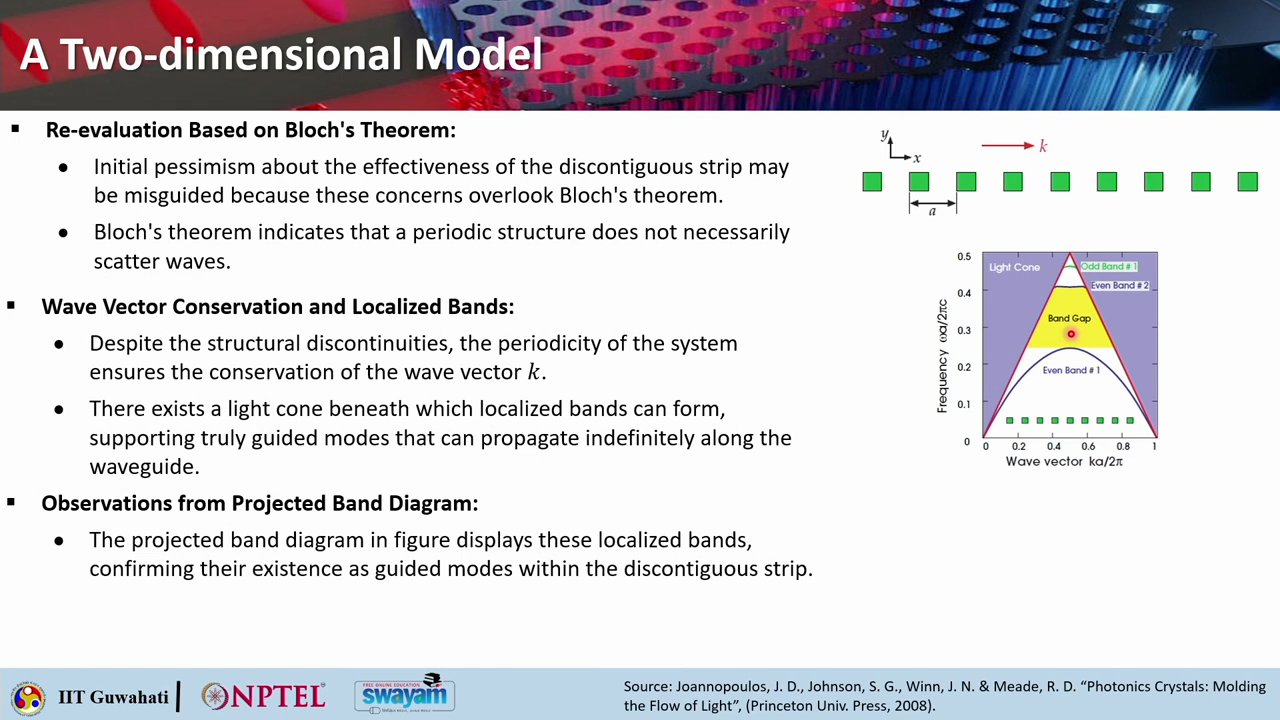 A Two-dimensional Model
▪ Re-evaluation Based on Bloch's Theorem:
● Initial pessimism about the effectiveness of the discontiguous strip may
be misguided because these concerns overlook Bloch's theorem.
● Bloch's theorem indicates that a periodic structure does not necessarily
scatter waves.
▪ Wave Vector Conservation and Localized Bands:
● Despite the structural discontinuities, the periodicity of the system
ensures the conservation of the wave vector k.
● There exists a light cone beneath which localized bands can form,
supporting truly guided modes that can propagate indefinitely along the
waveguide.
▪ Observations from Projected Band Diagram:
● The projected band diagram in figure displays these localized bands,
confirming their existence as guided modes within the discontiguous strip.
y
x
k
a
Frequency ωa/2πc
0.5
0.4
0.3
0.2
0.1
0
Light Cone
Odd Band # 1
Even Band # 2
Band Gap
Even Band # 1
0 0.2 0.4 0.6 0.8 1
Wave vector ka/2π
IIT Guwahati
NPTEL
FREE ONLINE EDUCATION
swayam
Source: Joannopoulos, J. D., Johnson, S. G., Winn, J. N. & Meade, R. D. “Photonics Crystals: Molding
the Flow of Light”, (Princeton Univ. Press, 2008).